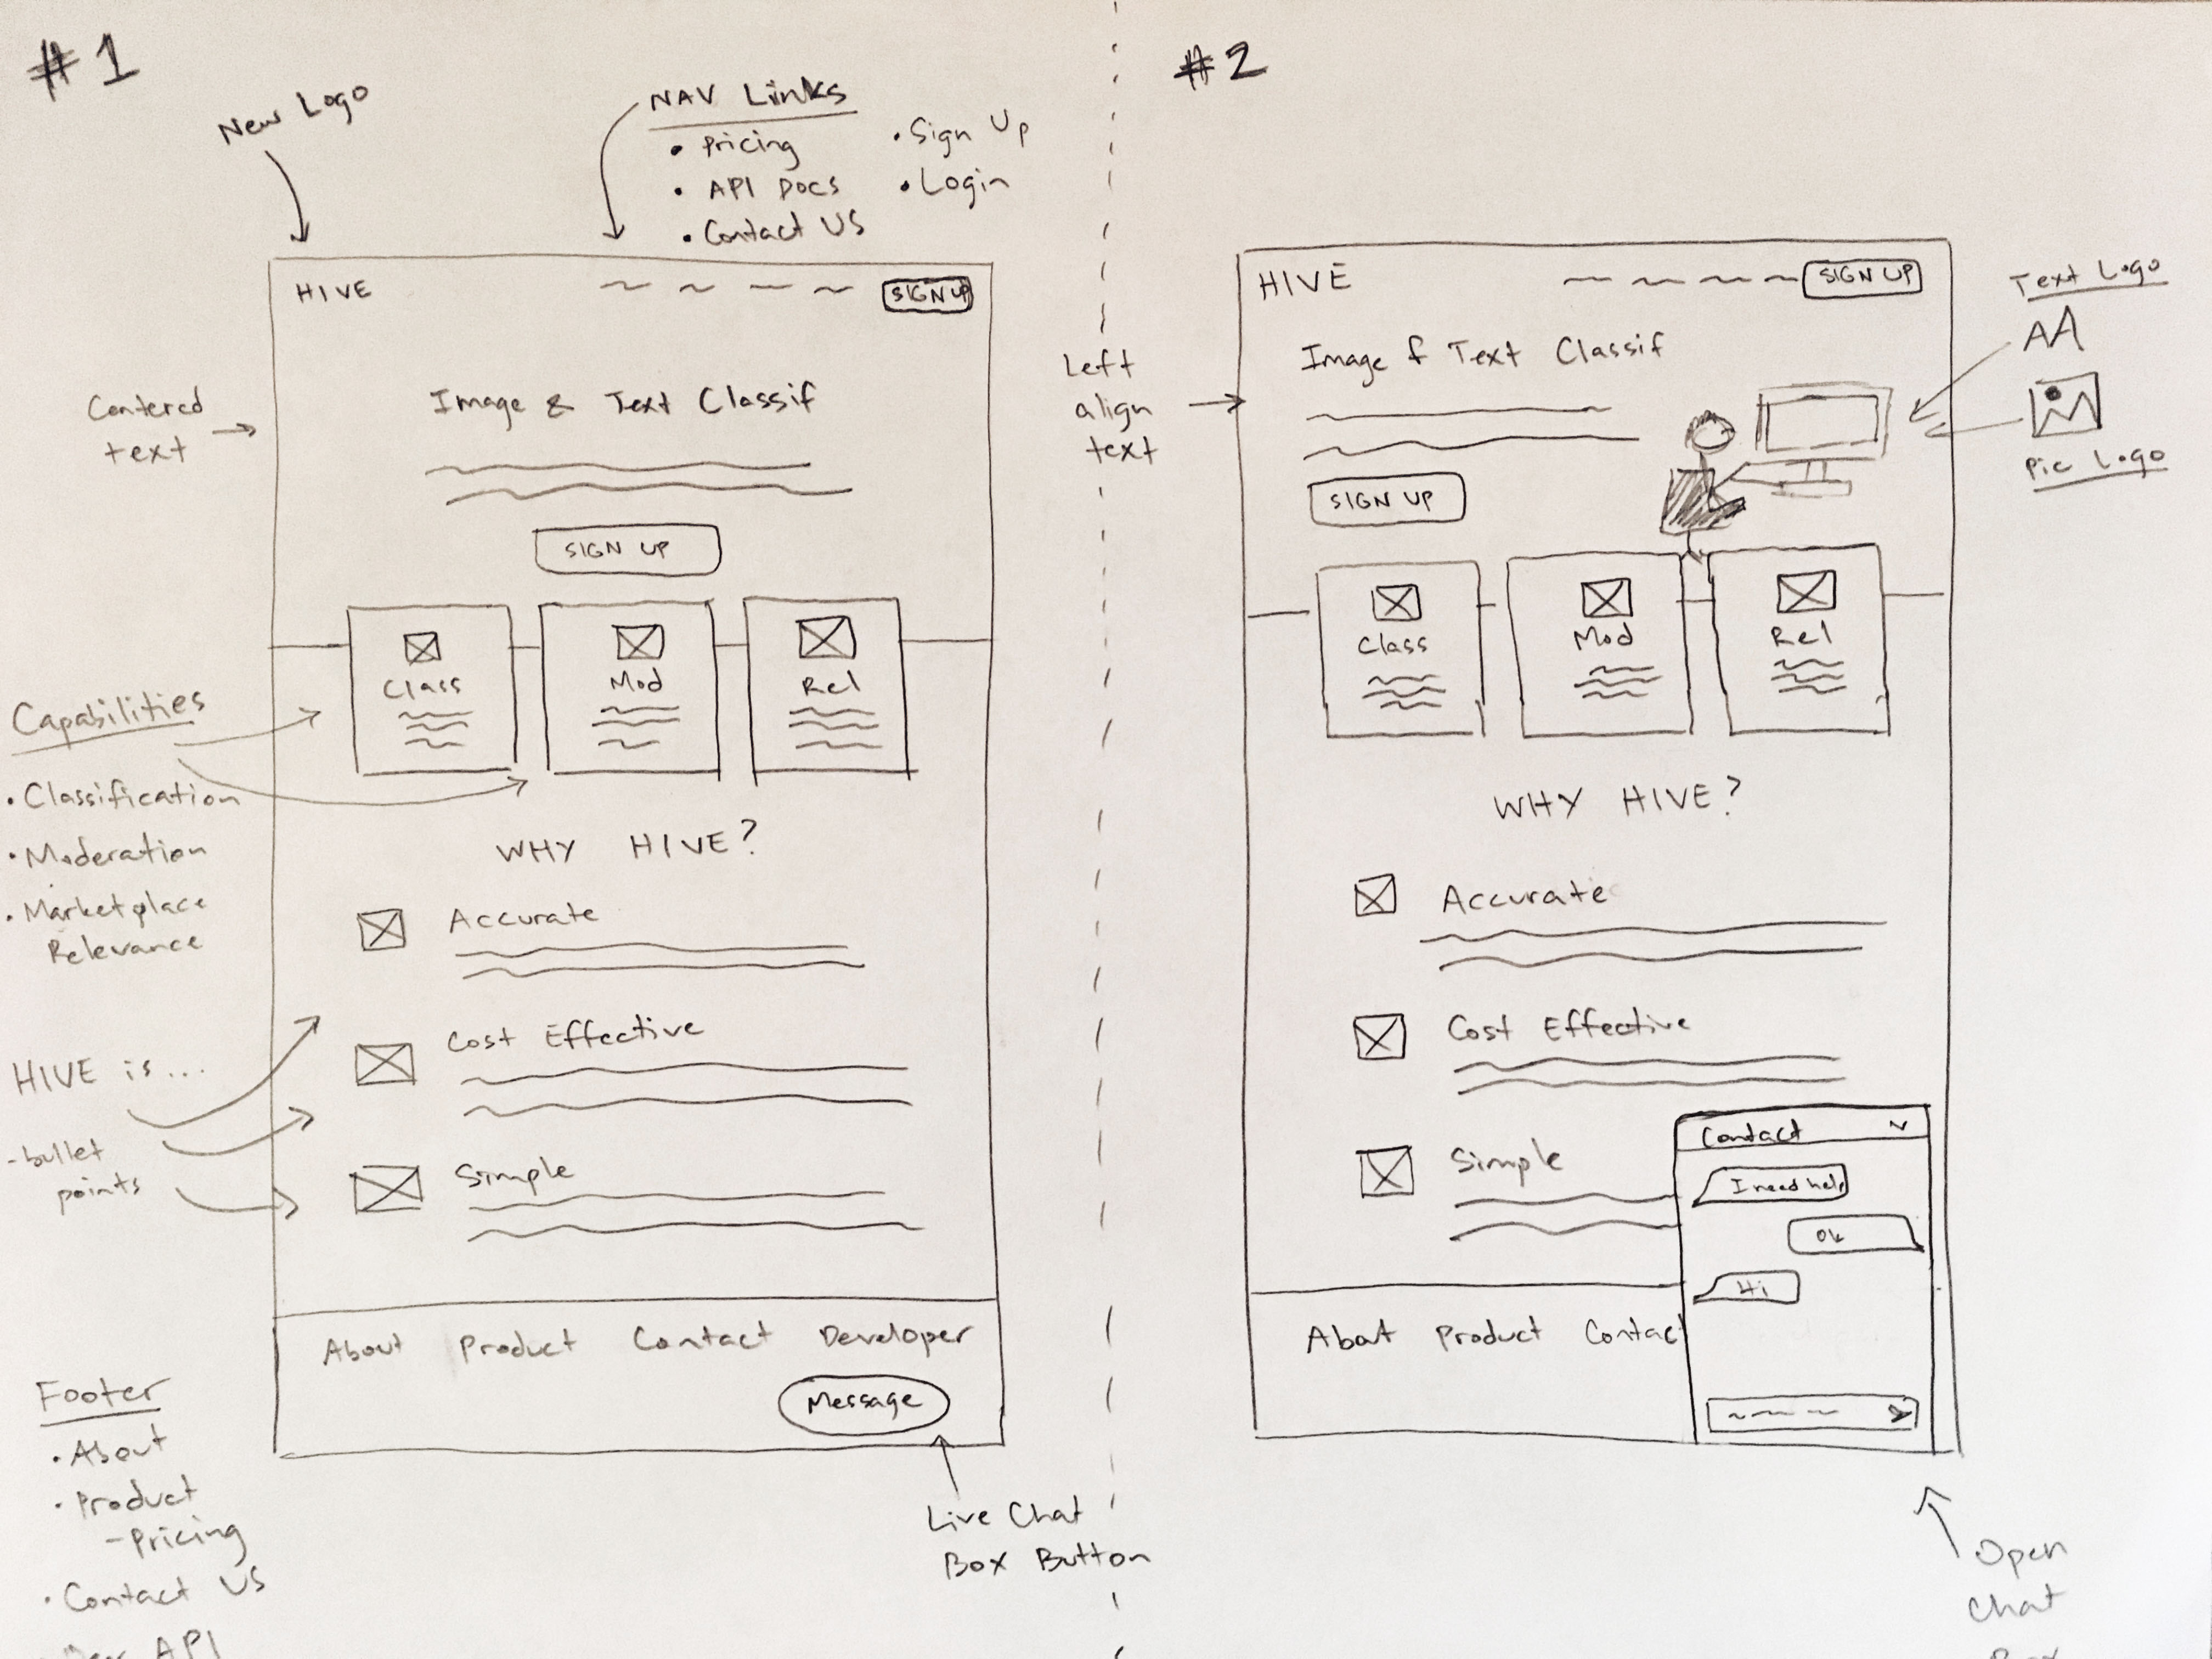 #1
New Logo
NAV Links
• Pricing
• API Docs
• Contact US
• Sign Up
• Login
HIVE
SIGN UP
Centered
text
Image & Text Classif
SIGN UP
Class
Mod
Rel
Capabilities
• Classification
• Moderation
• Marketplace
Relevance
WHY HIVE?
Accurate
Cost Effective
Simple
HIVE is...
- bullet
points
About Product Contact Developer
Message
Live Chat
Box Button
Footer
• About
• Product
- Pricing
• Contact US
API
#2
HIVE
SIGN UP
Left
align
text
Image & Text Classif
SIGN UP
Text Logo
AA
Pic Logo
Class
Mod
Rel
WHY HIVE?
Accurate
Cost Effective
Simple
Contact
I need help
Ok
Hi
About Product Contac
Open
Chat
Box